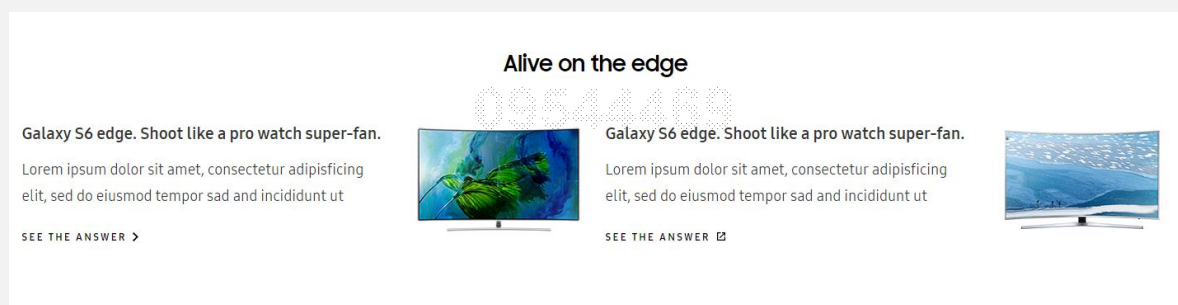 Alive on the edge
Galaxy S6 edge. Shoot like a pro watch super-fan.
Lorem ipsum dolor sit amet, consectetur adipisficing
elit, sed do eiusmod tempor sad and incididunt ut
SEE THE ANSWER
Galaxy S6 edge. Shoot like a pro watch super-fan.
Lorem ipsum dolor sit amet, consectetur adipisficing
elit, sed do eiusmod tempor sad and incididunt ut
SEE THE ANSWER